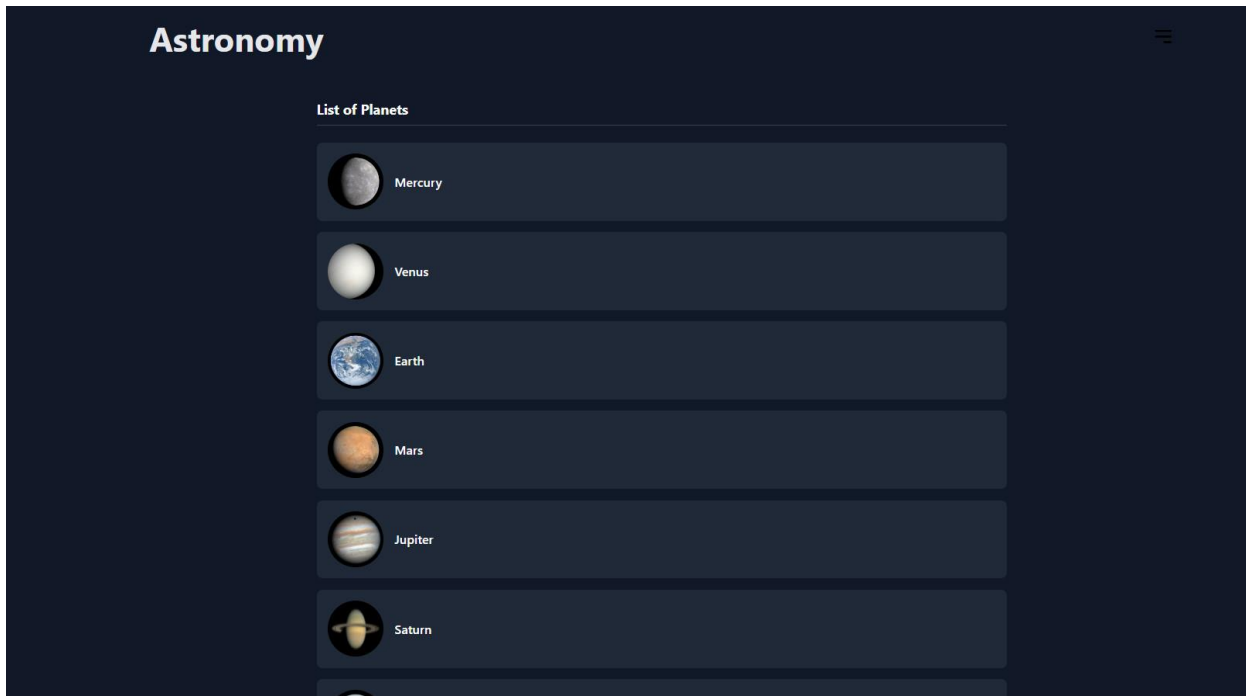 Astronomy
List of Planets
Mercury
Venus
Earth
Mars
Jupiter
Saturn